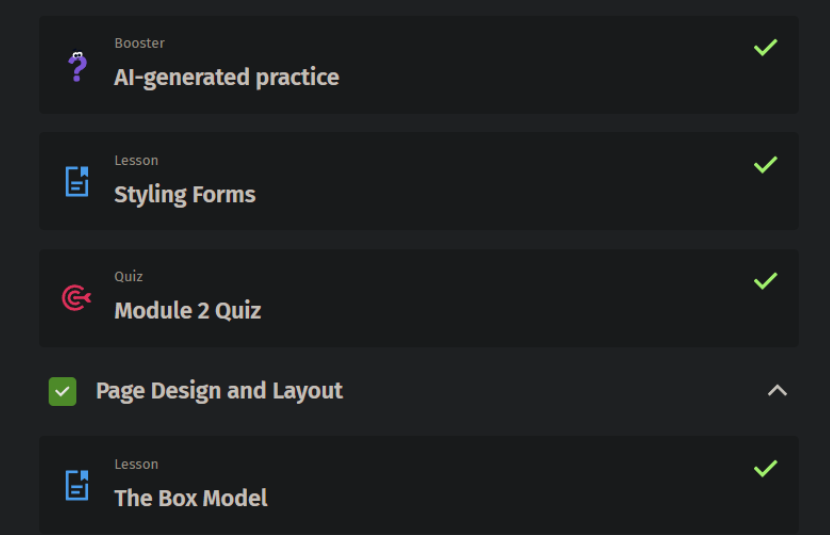 Booster
AI-generated practice
Lesson
Styling Forms
Quiz
Module 2 Quiz
Page Design and Layout
Lesson
The Box Model